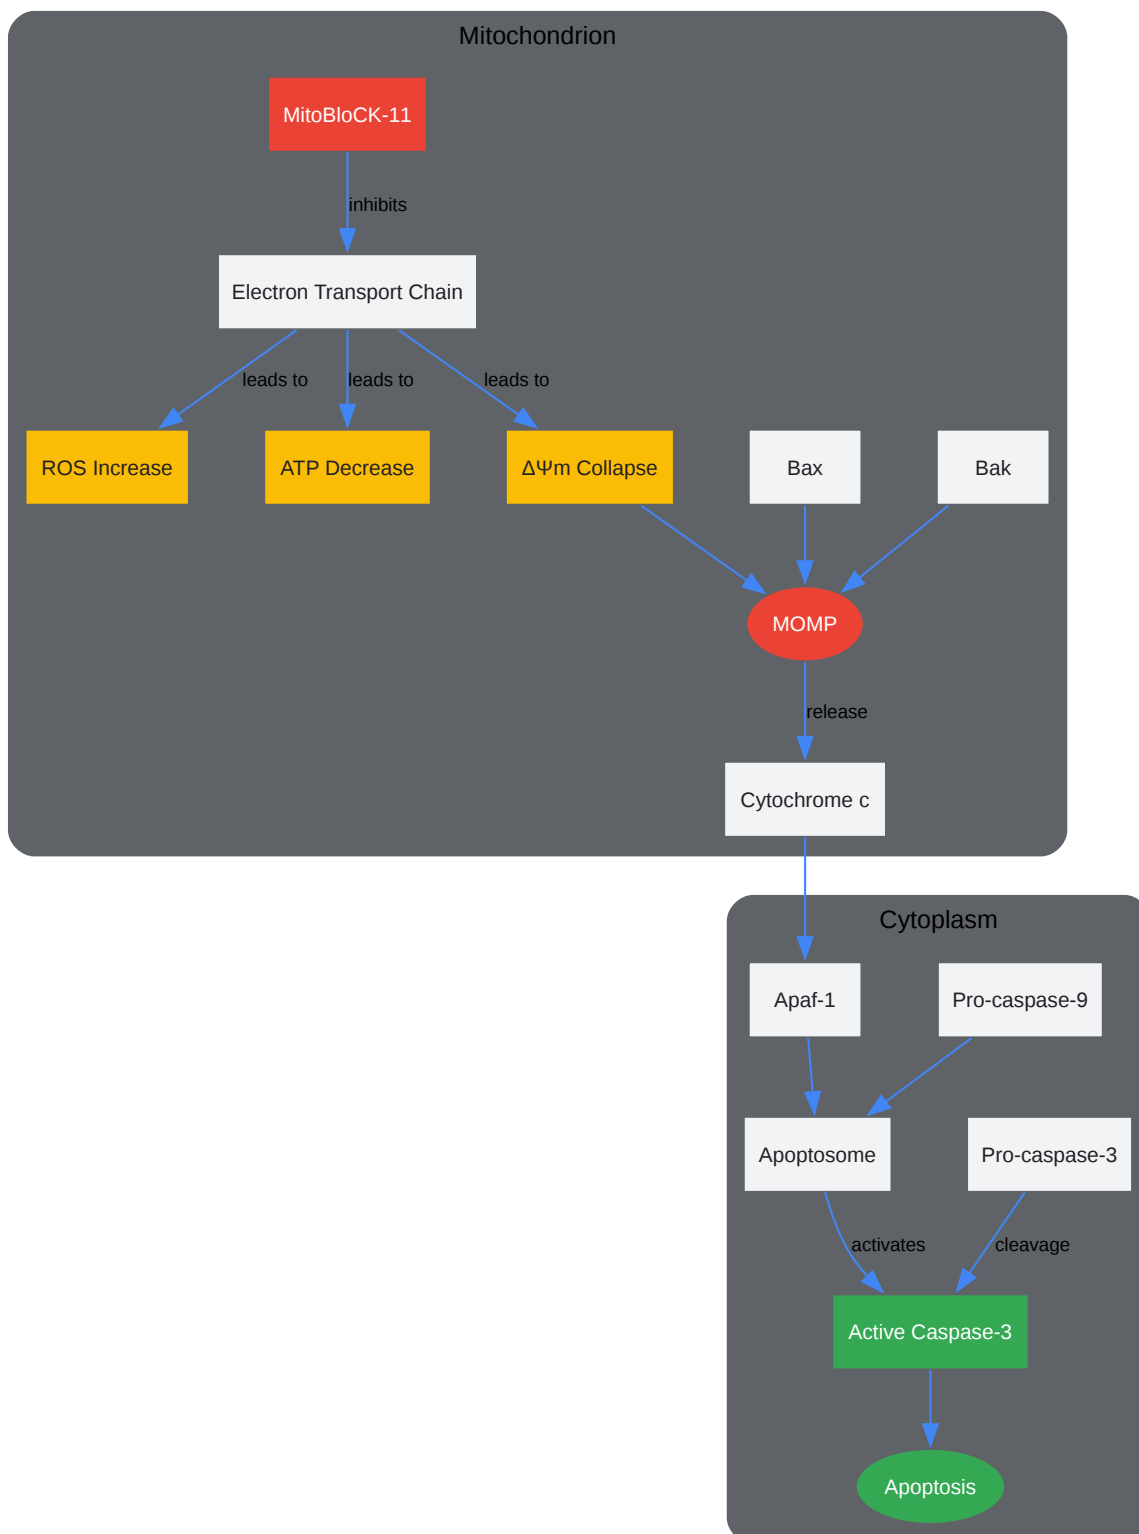 Mitochondrion
MitoBloCK-11
inhibits
Electron Transport Chain
leads to
leads to
leads to
ROS Increase
ATP Decrease
ΔΨm Collapse
Bax
Bak
MOMP
release
Cytochrome c
Cytoplasm
Apaf-1
Pro-caspase-9
Apoptosome
Pro-caspase-3
activates
cleavage
Active Caspase-3
Apoptosis